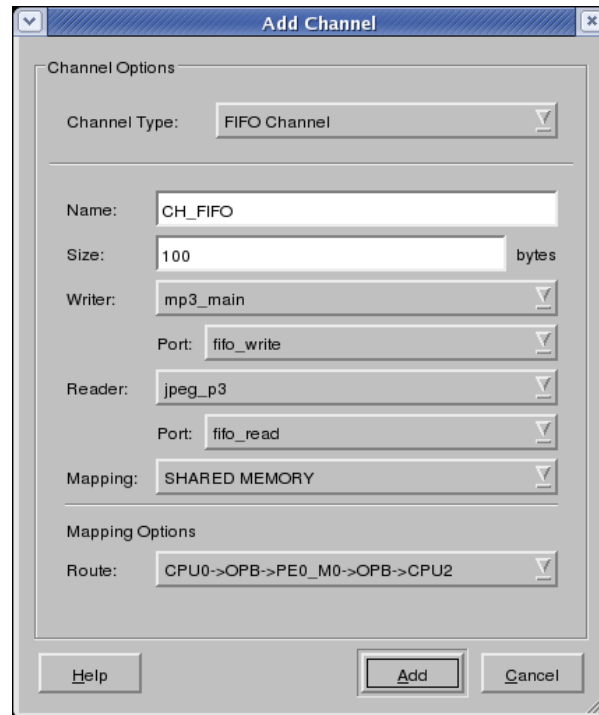 Add Channel
Channel Options
Channel Type: FIFO Channel
Name: CH_FIFO
Size: 100 bytes
Writer: mp3_main
Port: fifo_write
Reader: jpeg_p3
Port: fifo_read
Mapping: SHARED MEMORY
Mapping Options
Route: CPU0->OPB->PE0_M0->OPB->CPU2
Help Add Cancel